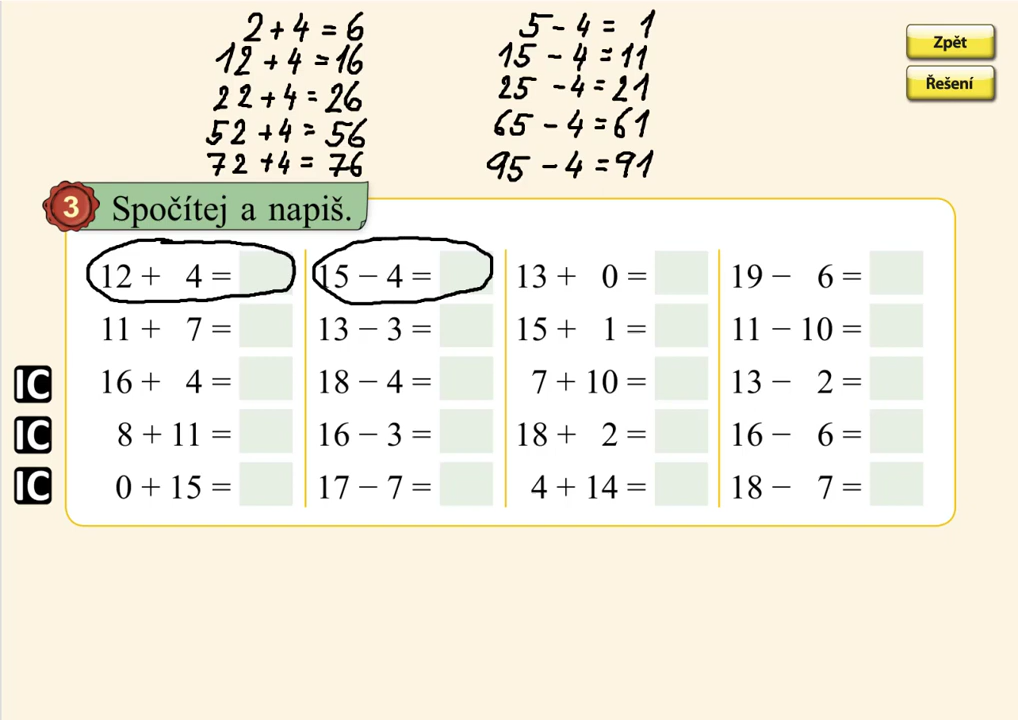 2 + 4 = 6
12 + 4 = 16
22 + 4 = 26
52 + 4 = 56
72 + 4 = 76
5 - 4 = 1
15 - 4 = 11
25 - 4 = 21
65 - 4 = 61
95 - 4 = 91
Zpět
Řešení
3 Spočítej a napiš.
12 + 4 =
11 + 7 =
16 + 4 =
8 + 11 =
0 + 15 =
15 − 4 =
13 − 3 =
18 − 4 =
16 − 3 =
17 − 7 =
13 + 0 =
15 + 1 =
7 + 10 =
18 + 2 =
4 + 14 =
19 − 6 =
11 − 10 =
13 − 2 =
16 − 6 =
18 − 7 =
IC
IC
IC